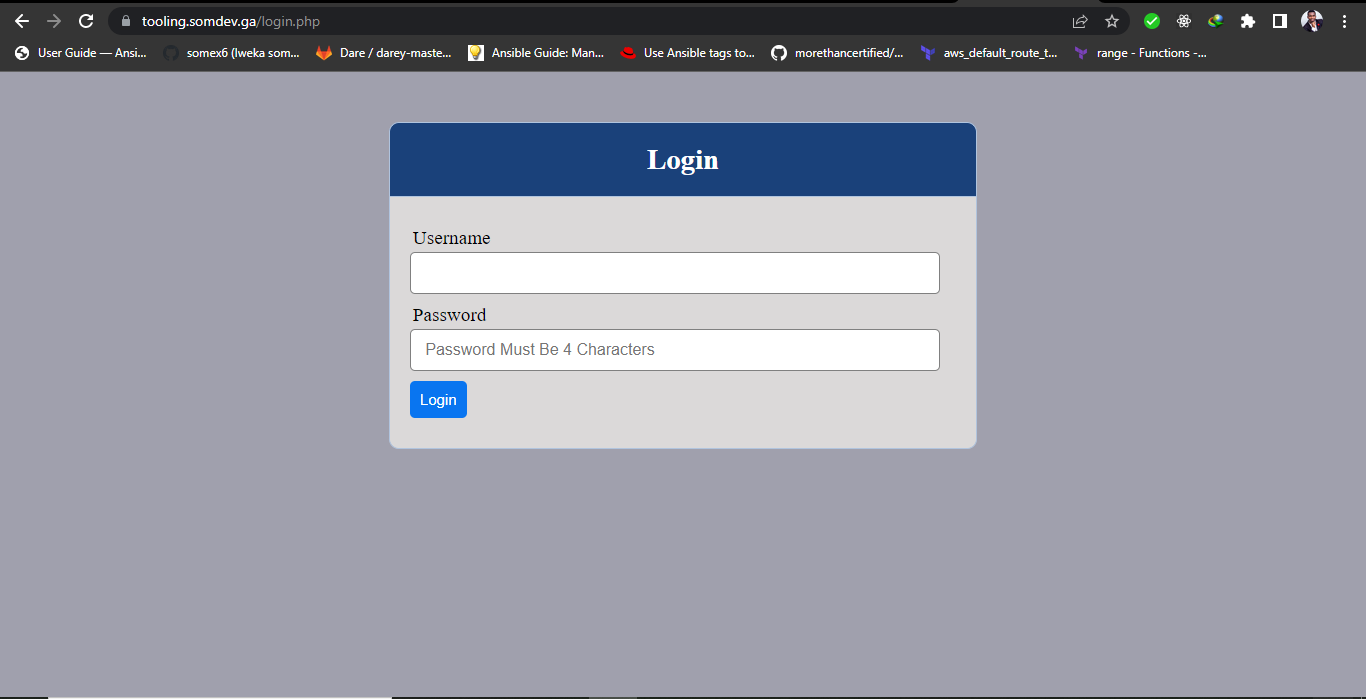 tooling.somdev.ga/login.php
User Guide — Ansi... somex6 (Iweka som... Dare / darey-maste... Ansible Guide: Man... Use Ansible tags to... morethancertified/... aws_default_route_t... range - Functions -...
Login
Username
Password
Password Must Be 4 Characters
Login